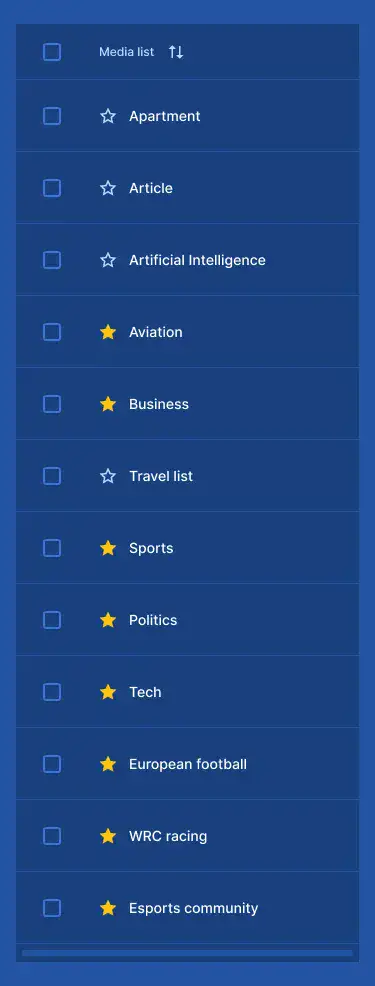 Media list
Apartment
Article
Artificial Intelligence
Aviation
Business
Travel list
Sports
Politics
Tech
European football
WRC racing
Esports community